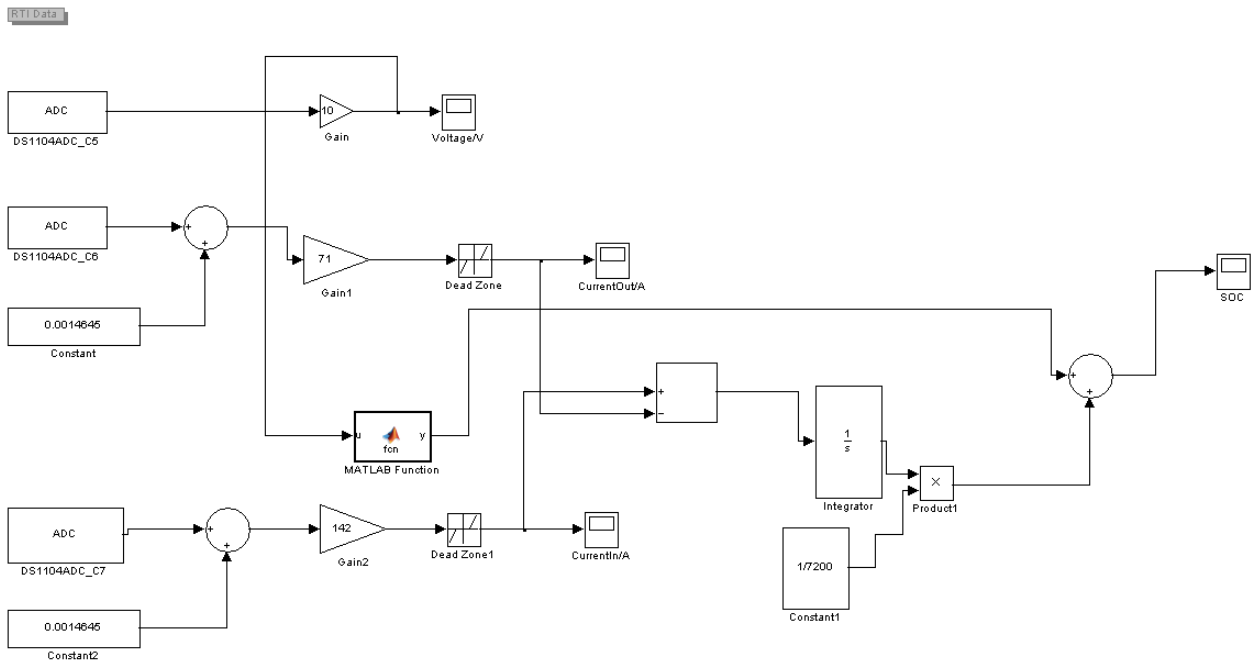 RTI Data
ADC
DS1104ADC_C5
10
Gain
Voltage/V
ADC
DS1104ADC_C6
+
+
71
Gain1
Dead Zone
CurrentOut/A
SOC
0.0014645
Constant
+
+
+
−
u
fcn
y
MATLAB Function
1
s
Integrator
×
Product1
ADC
DS1104ADC_C7
+
+
142
Gain2
Dead Zone1
CurrentIn/A
1/7200
Constant1
0.0014645
Constant2